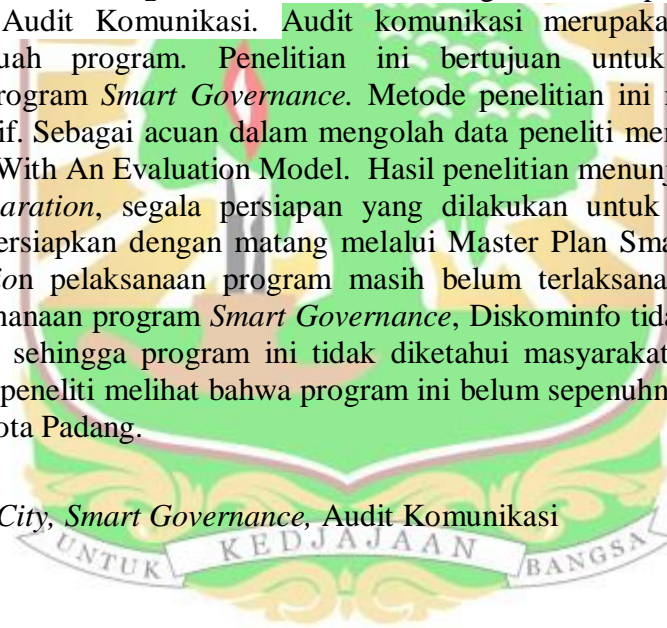 Audit Komunikasi. Audit komunikasi merupaka
uah program. Penelitian ini bertujuan untuk
rogram Smart Governance. Metode penelitian ini
if. Sebagai acuan dalam mengolah data peneliti me
With An Evaluation Model. Hasil penelitian menunj
aration, segala persiapan yang dilakukan untuk
ersiapkan dengan matang melalui Master Plan Sma
ion pelaksanaan program masih belum terlaksana
nanaan program Smart Governance, Diskominfo tida
sehingga program ini tidak diketahui masyarakat
peneliti melihat bahwa program ini belum sepenuhn
ota Padang.
City, Smart Governance, Audit Komunikasi
UNTUK KEDJAJAAN BANGSA